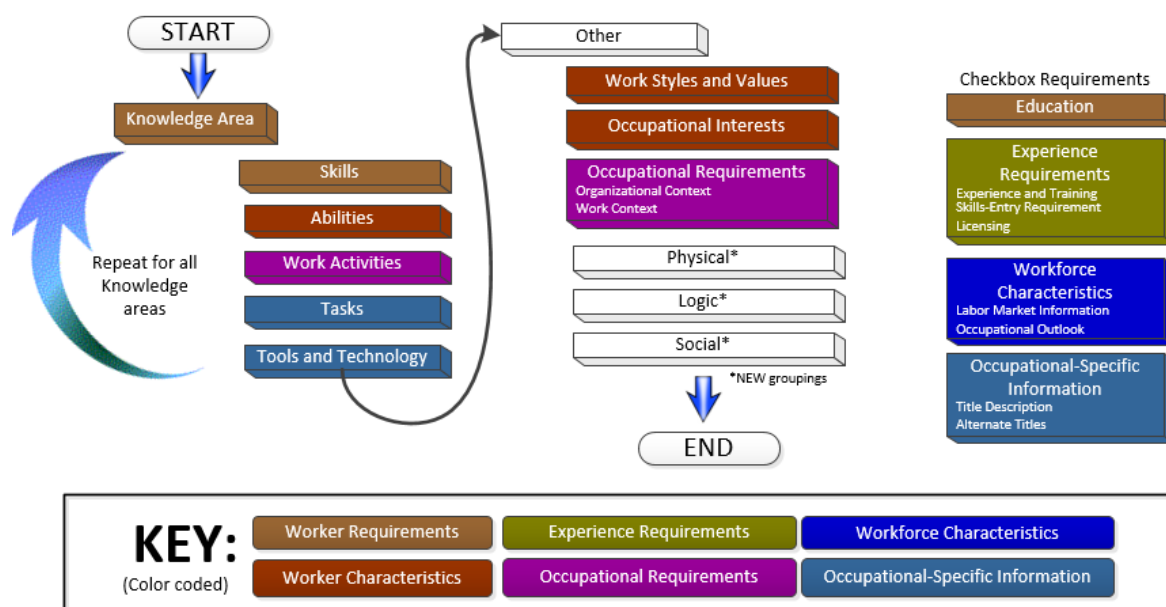 START
Knowledge Area
Skills
Abilities
Work Activities
Tasks
Tools and Technology
Repeat for all
Knowledge
areas
Other
Work Styles and Values
Occupational Interests
Occupational Requirements
Organizational Context
Work Context
Physical*
Logic*
Social*
*NEW groupings
END
Checkbox Requirements
Education
Experience
Requirements
Experience and Training
Skills-Entry Requirement
Licensing
Workforce
Characteristics
Labor Market Information
Occupational Outlook
Occupational-Specific
Information
Title Description
Alternate Titles
KEY:
(Color coded)
Worker Requirements
Experience Requirements
Workforce Characteristics
Worker Characteristics
Occupational Requirements
Occupational-Specific Information